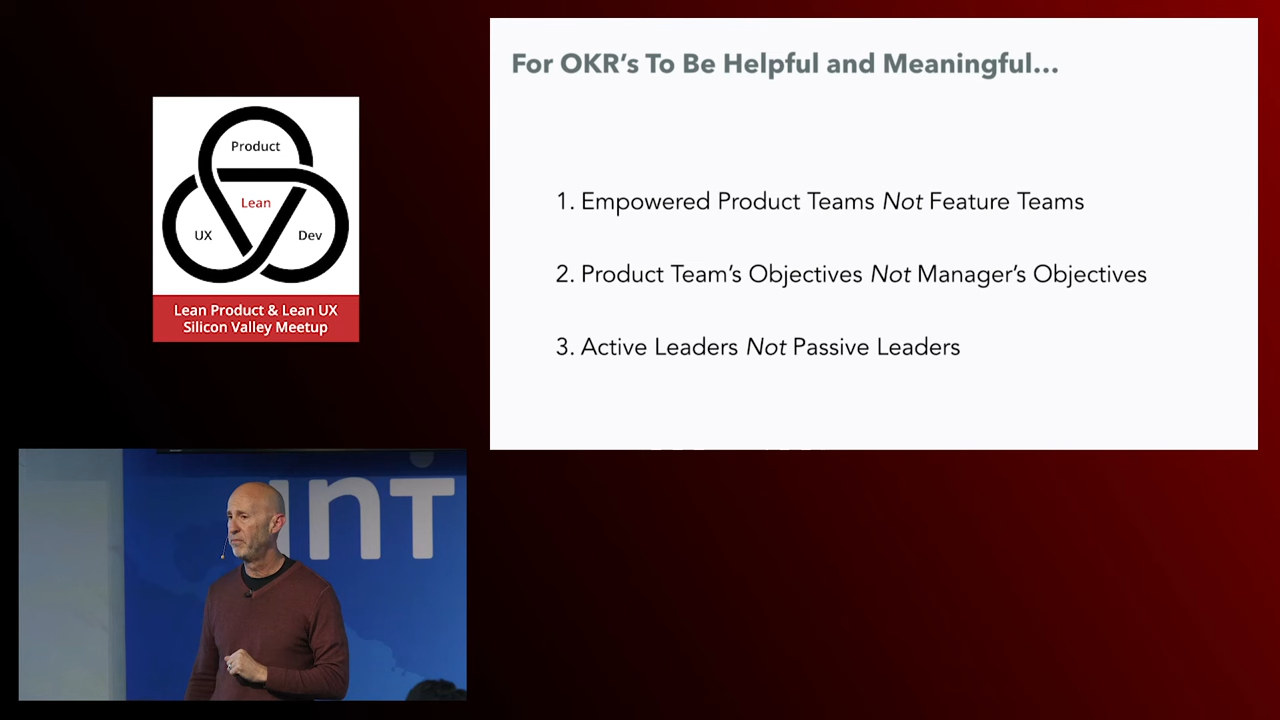 For OKR's To Be Helpful and Meaningful...
1. Empowered Product Teams Not Feature Teams
2. Product Team's Objectives Not Manager's Objectives
3. Active Leaders Not Passive Leaders
Product
Lean
UX
Dev
Lean Product & Lean UX
Silicon Valley Meetup
INT